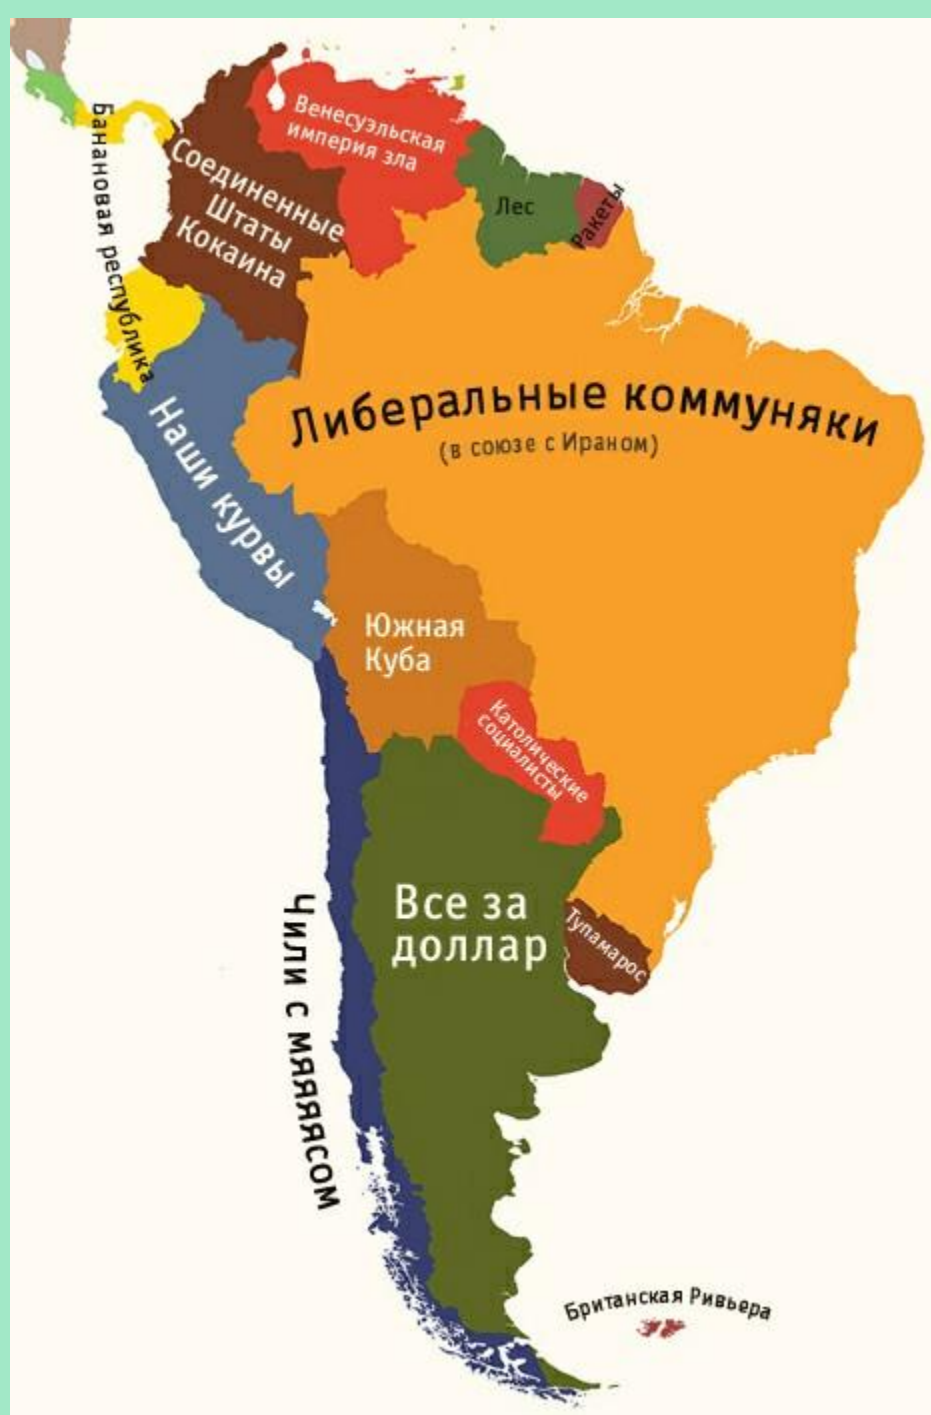 Банановая республика
Венесуэльская
империя зла
Соединенные
Штаты
Кокаина
Лес
Ракеты
Либеральные коммуняки
(в союзе с Ираном)
Наши курвы
Южная
Куба
Католические
социалисты
Все за
доллар
Тупамарос
Чили с мяяясом
Британская Ривьера